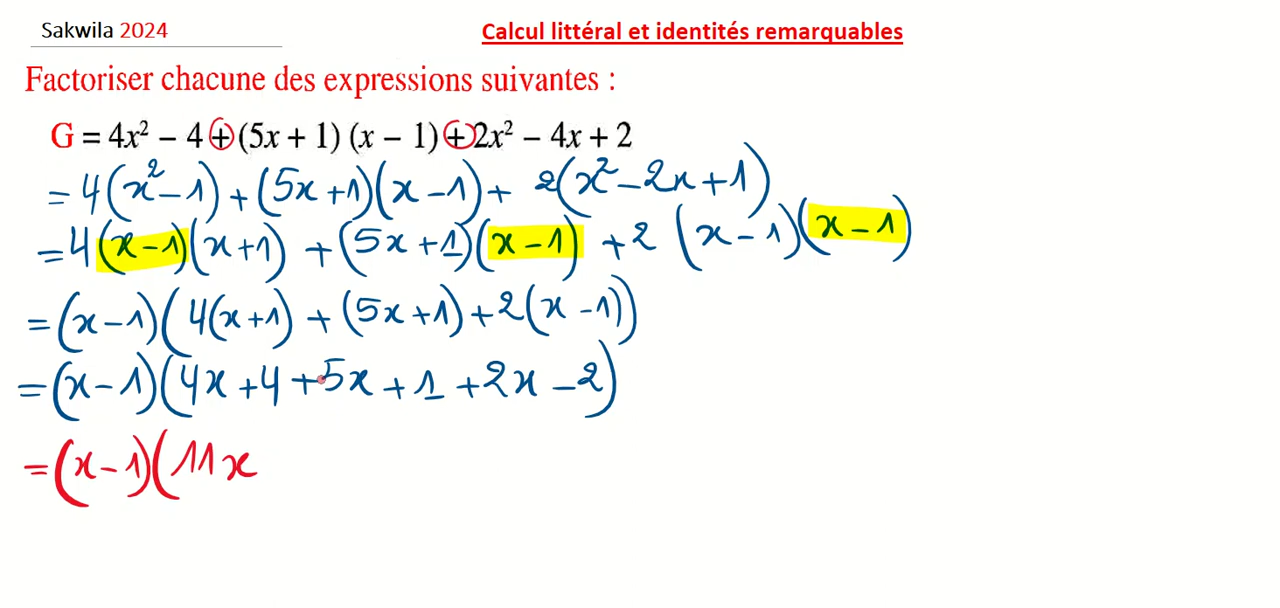 Sakwila 2024
Calcul littéral et identités remarquables
Factoriser chacune des expressions suivantes :
G = 4x² − 4 + (5x + 1) (x − 1) + 2x² − 4x + 2
= 4(x² − 1) + (5x + 1)(x − 1) + 2(x² − 2x + 1)
= 4(x − 1)(x + 1) + (5x + 1)(x − 1) + 2(x − 1)(x − 1)
= (x − 1)(4(x + 1) + (5x + 1) + 2(x − 1))
= (x − 1)(4x + 4 + 5x + 1 + 2x − 2)
= (x − 1)(11x